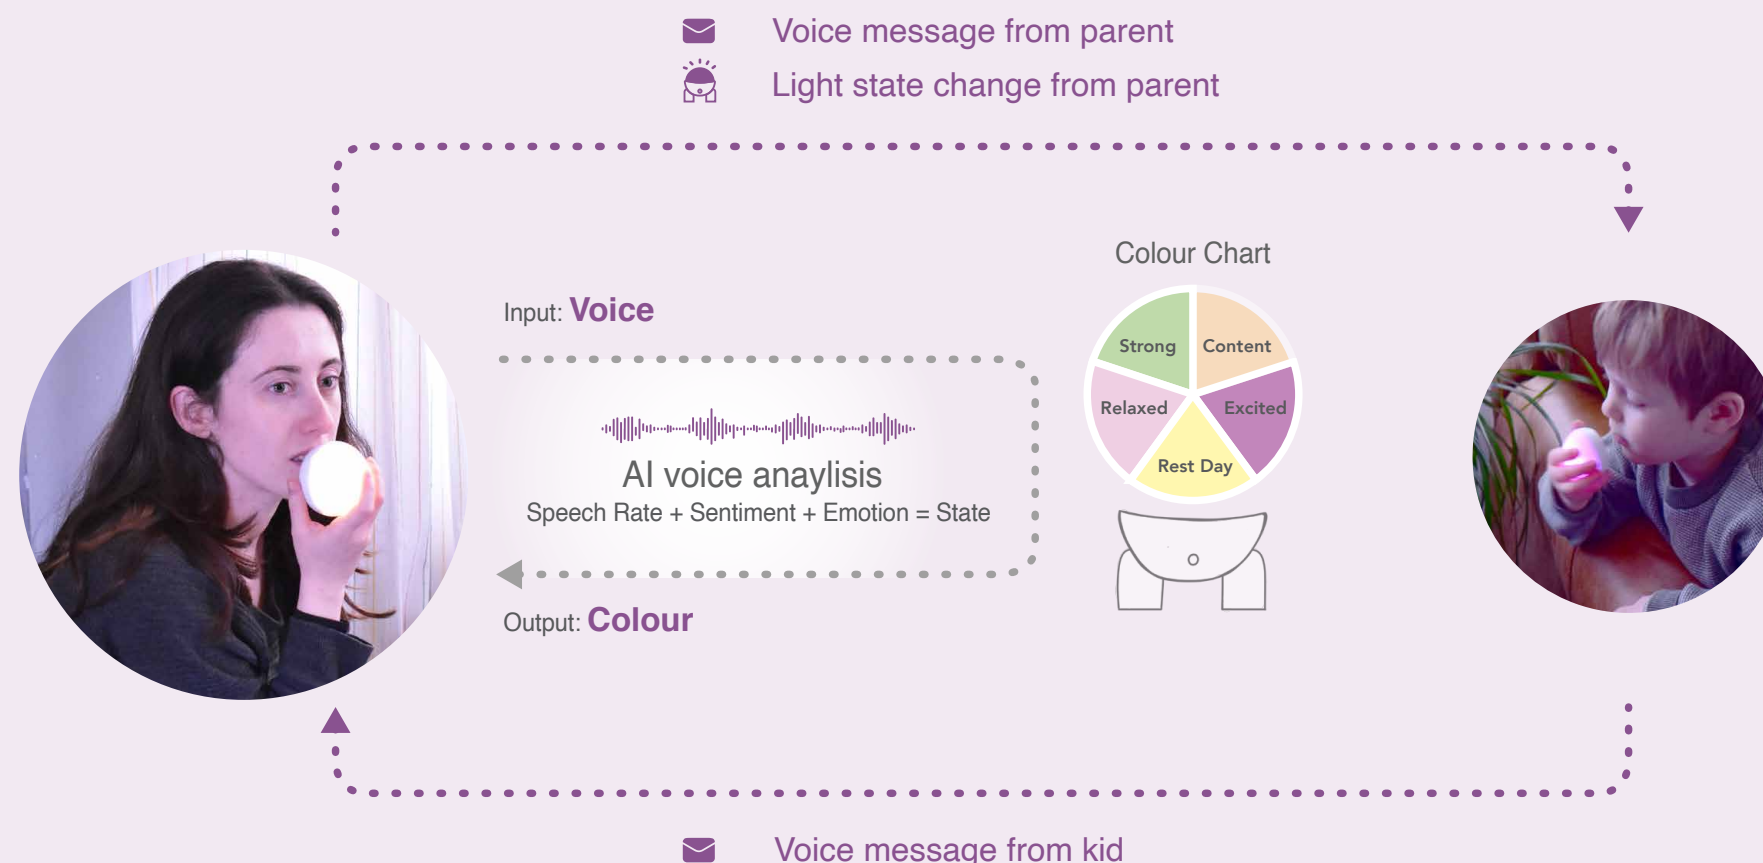 Voice message from parent
Light state change from parent
Colour Chart
Input: Voice
Strong
Content
Relaxed
Excited
Rest Day
AI voice anaylisis
Speech Rate + Sentiment + Emotion = State
Output: Colour
Voice message from kid